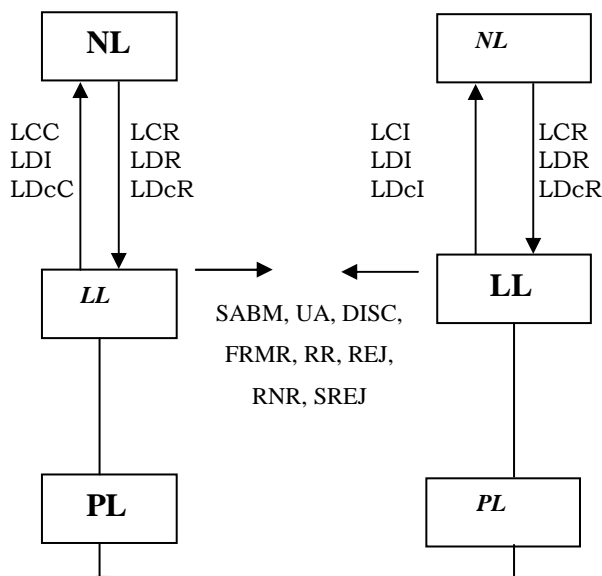 NL
NL
LCC
LDI
LDcC
LCR
LDR
LDcR
LCI
LDI
LDcI
LCR
LDR
LDcR
LL
LL
SABM, UA, DISC,
FRMR, RR, REJ,
RNR, SREJ
PL
PL